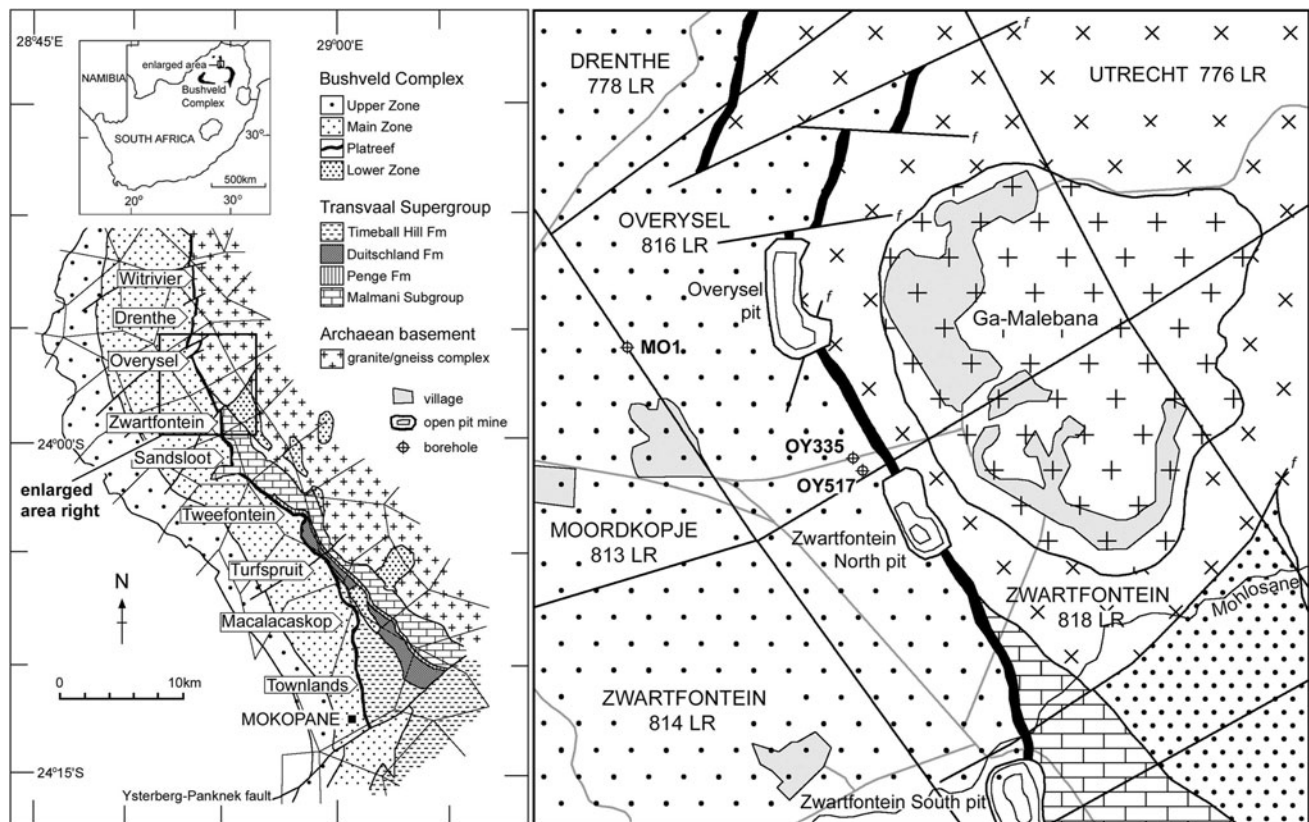 28°45'E
29°00'E
enlarged area
NAMIBIA
Bushveld
Complex
SOUTH AFRICA
30°
500km
20°
30°
Bushveld Complex
Upper Zone
Main Zone
Platreef
Lower Zone
Transvaal Supergroup
Timeball Hill Fm
Duitschland Fm
Penge Fm
Malmani Subgroup
Archaean basement
granite/gneiss complex
village
open pit mine
borehole
Witrivier
Drenthe
Overysel
Zwartfontein
24°00'S
Sandsloot
enlarged
area right
Tweefontein
Turfspruit
N
Macalacaskop
0 10km
Townlands
MOKOPANE
24°15'S
Ysterberg-Panknek fault
DRENTHE
778 LR
f
UTRECHT 776 LR
f
OVERYSEL
816 LR
f
Overysel
pit
f
Ga-Malebana
MO1
OY335
OY517
f
MOORDKOPJE
813 LR
Zwartfontein
North pit
ZWARTFONTEIN
818 LR
Mohlosane
ZWARTFONTEIN
814 LR
Zwartfontein South pit